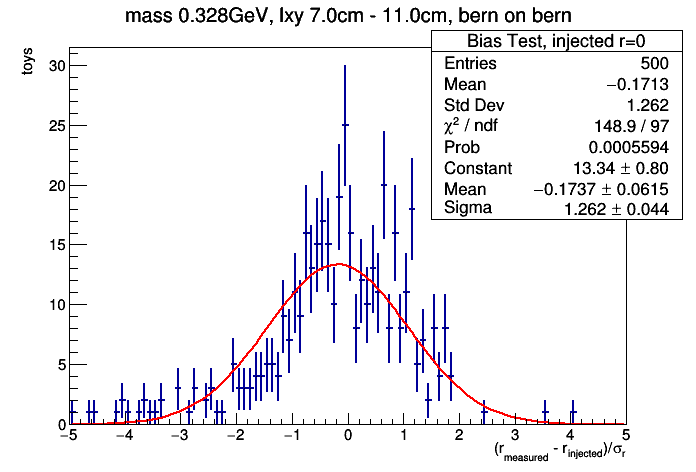 mass 0.328GeV, lxy 7.0cm - 11.0cm, bern on bern
toys
Bias Test, injected r=0
Entries 500
Mean −0.1713
Std Dev 1.262
χ² / ndf 148.9 / 97
Prob 0.0005594
Constant 13.34 ± 0.80
Mean −0.1737 ± 0.0615
Sigma 1.262 ± 0.044
30
25
20
15
10
5
0
−5 −4 −3 −2 −1 0 1 2 3 4 5
(r_measured - r_injected)/σ_r